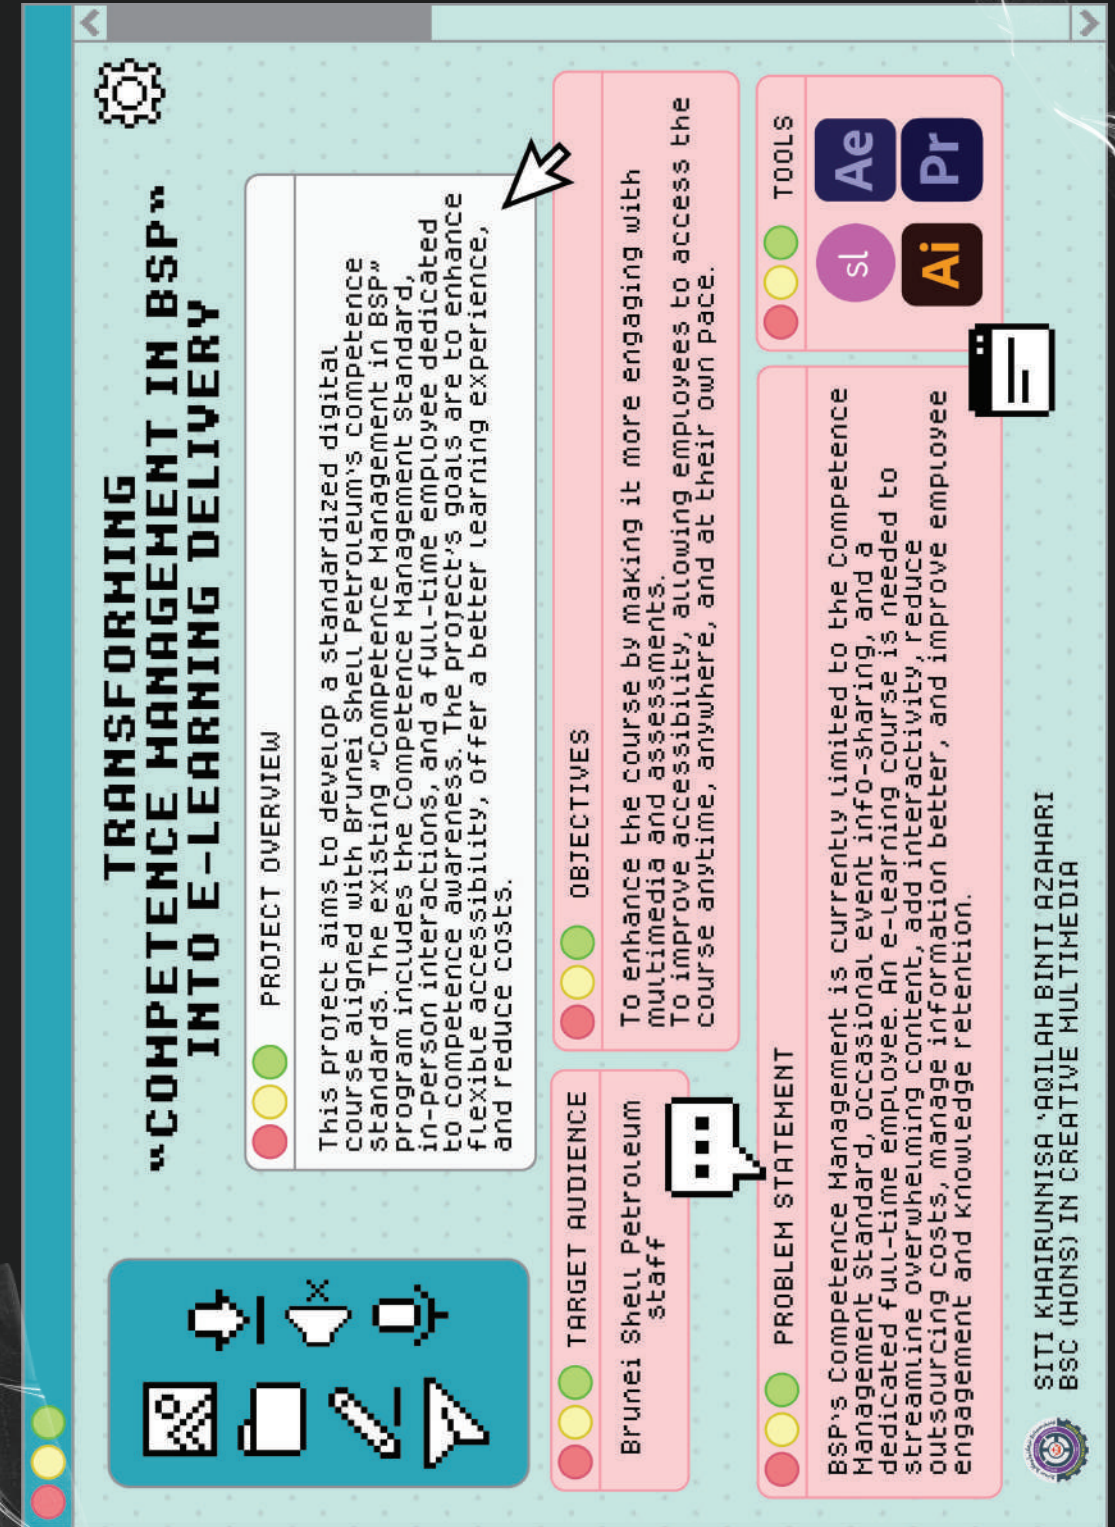 TRANSFORMING
"COMPETENCE MANAGEMENT IN BSP"
INTO E-LEARNING DELIVERY
PROJECT OVERVIEW
This project aims to develop a standardized digital
course aligned with Brunei Shell Petroleum's competence
standards. The existing "Competence Management in BSP"
program includes the Competence Management Standard,
in-person interactions, and a full-time employee dedicated
to competence awareness. The project's goals are to enhance
flexible accessibility, offer a better learning experience,
and reduce costs.
TARGET AUDIENCE
Brunei Shell Petroleum
staff
OBJECTIVES
To enhance the course by making it more engaging with
multimedia and assessments.
To improve accessibility, allowing employees to access the
course anytime, anywhere, and at their own pace.
PROBLEM STATEMENT
BSP's Competence Management is currently limited to the Competence
Management Standard, occasional event info-sharing, and a
dedicated full-time employee. An e-learning course is needed to
streamline overwhelming content, add interactivity, reduce
outsourcing costs, manage information better, and improve employee
engagement and knowledge retention.
TOOLS
sl
Ae
Ai
Pr
SITI KHAIRUNNISA 'AQILAH BINTI AZAHARI
BSC (HONS) IN CREATIVE MULTIMEDIA